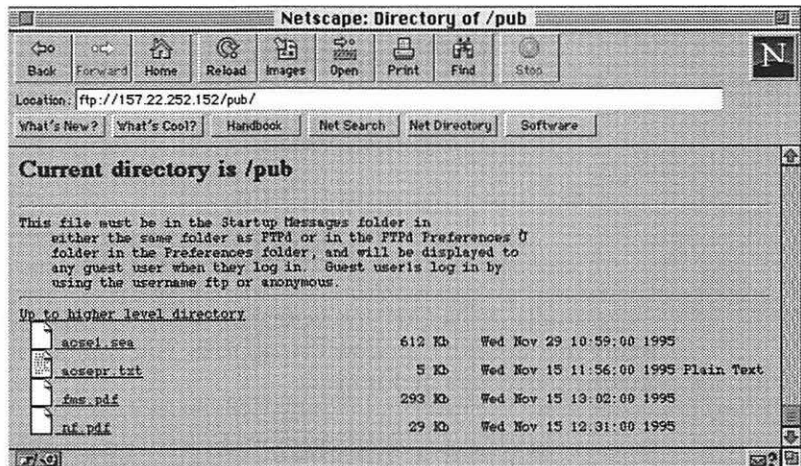 Netscape: Directory of /pub
Back Forward Home Reload Images Open Print Find Stop
N
Location: ftp://157.22.252.152/pub/
What's New? What's Cool? Handbook Net Search Net Directory Software
Current directory is /pub
This file must be in the Startup Messages folder in
either the same folder as FTPd or in the FTPd Preferences Ù
folder in the Preferences folder, and will be displayed to
any guest user when they log in. Guest useris log in by
using the username ftp or anonymous.
Up to higher level directory
aose1.sea 612 Kb Wed Nov 29 10:59:00 1995
aosepr.txt 5 Kb Wed Nov 15 11:56:00 1995 Plain Text
fms.pdf 293 Kb Wed Nov 15 13:02:00 1995
nf.pdf 29 Kb Wed Nov 15 12:31:00 1995
?